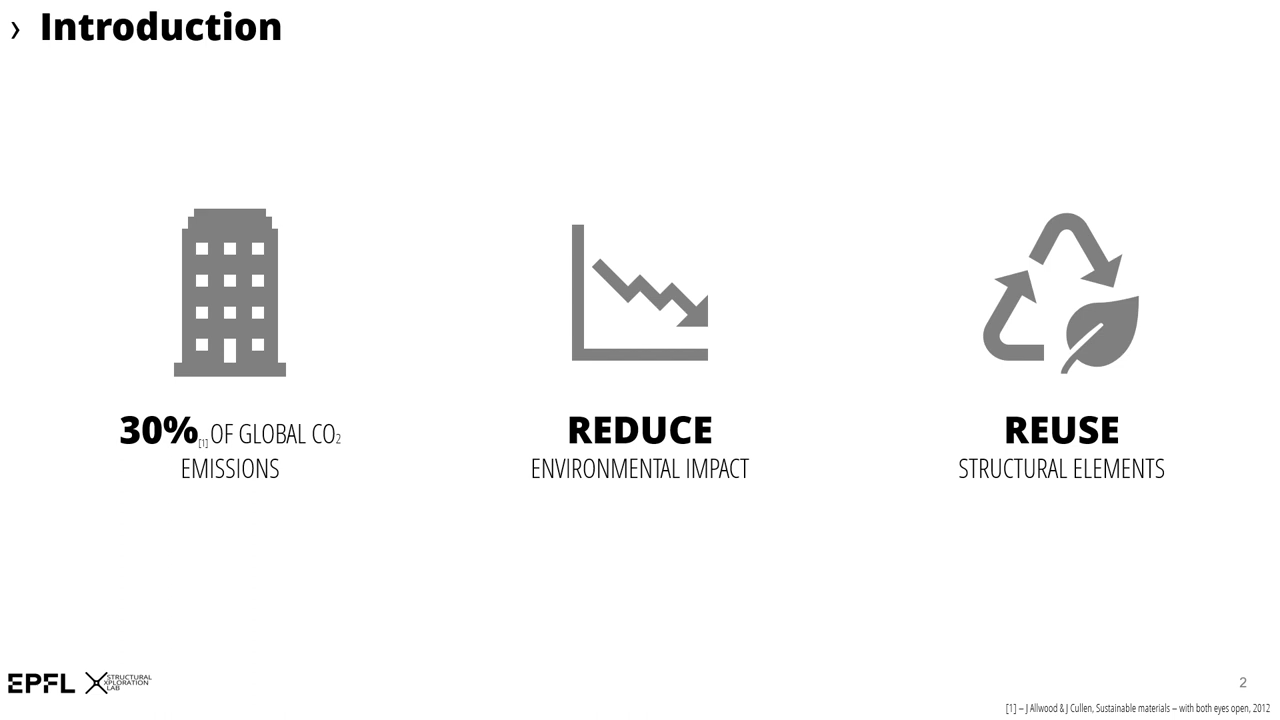 › Introduction
30%[1] OF GLOBAL CO₂
EMISSIONS
REDUCE
ENVIRONMENTAL IMPACT
REUSE
STRUCTURAL ELEMENTS
EPFL
STRUCTURAL
XPLORATION
LAB
2
[1] – J Allwood & J Cullen, Sustainable materials – with both eyes open, 2012